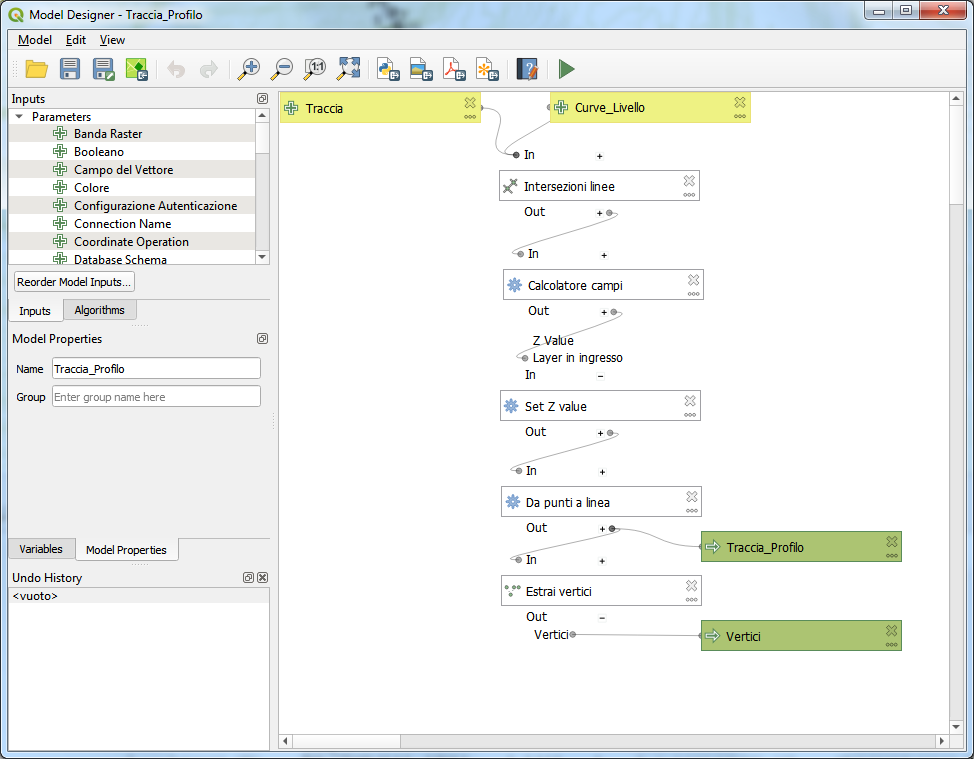 Model Designer - Traccia_Profilo
Model Edit View
1:1
Inputs
Parameters
Banda Raster
Booleano
Campo del Vettore
Colore
Configurazione Autenticazione
Connection Name
Coordinate Operation
Database Schema
Reorder Model Inputs...
Inputs Algorithms
Model Properties
Name Traccia_Profilo
Group Enter group name here
Variables Model Properties
Undo History
<vuoto>
Traccia
Curve_Livello
In +
Intersezioni linee
Out +
In +
Calcolatore campi
Out +
Z Value
Layer in ingresso
In −
Set Z value
Out +
In +
Da punti a linea
Out +
Traccia_Profilo
In +
Estrai vertici
Out −
Vertici
Vertici